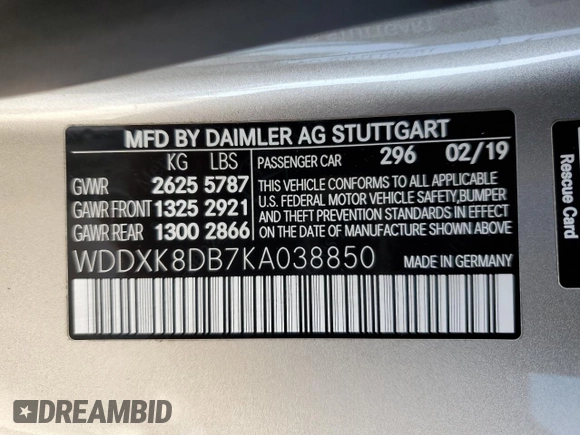 MFD BY DAIMLER AG STUTTGART
KG LBS PASSENGER CAR 296 02/19
GVWR 2625 5787
GAWR FRONT 1325 2921
GAWR REAR 1300 2866
THIS VEHICLE CONFORMS TO ALL APPLICABLE
U.S. FEDERAL MOTOR VEHICLE SAFETY,BUMPER
AND THEFT PREVENTION STANDARDS IN EFFECT
ON THE DATE OF MANUFACTURE SHOWN ABOVE.
WDDXK8DB7KA038850 MADE IN GERMANY
Rescue Card
DREAMBID